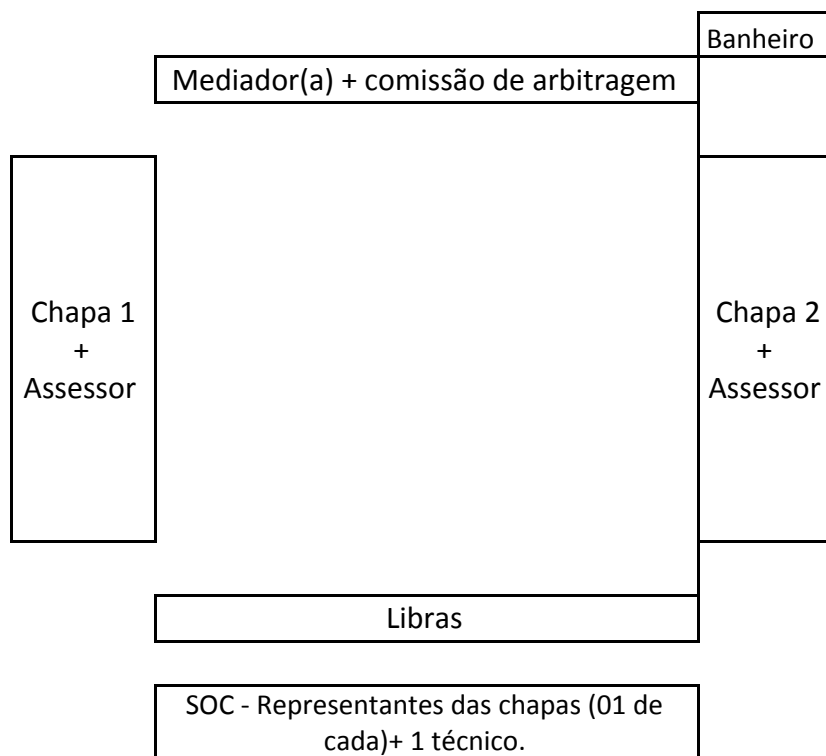 Banheiro
Mediador(a) + comissão de arbitragem
Chapa 1
+
Assessor
Chapa 2
+
Assessor
Libras
SOC - Representantes das chapas (01 de
cada)+ 1 técnico.